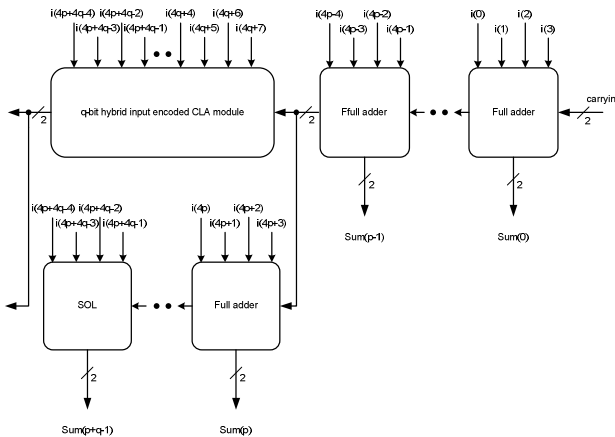 i(4p+4q-4) i(4p+4q-2) i(4q+4) i(4q+6)
i(4p+4q-3) i(4p+4q-1) i(4q+5) i(4q+7)
i(4p-4) i(4p-2)
i(4p-3) i(4p-1)
i(0) i(2)
i(1) i(3)
q-bit hybrid input encoded CLA module
Ffull adder
Full adder
carryin
2
2
2
2
2
Sum(p-1)
Sum(0)
i(4p+4q-4) i(4p+4q-2)
i(4p+4q-3) i(4p+4q-1)
i(4p) i(4p+2)
i(4p+1) i(4p+3)
SOL
Full adder
2
2
Sum(p+q-1)
Sum(p)